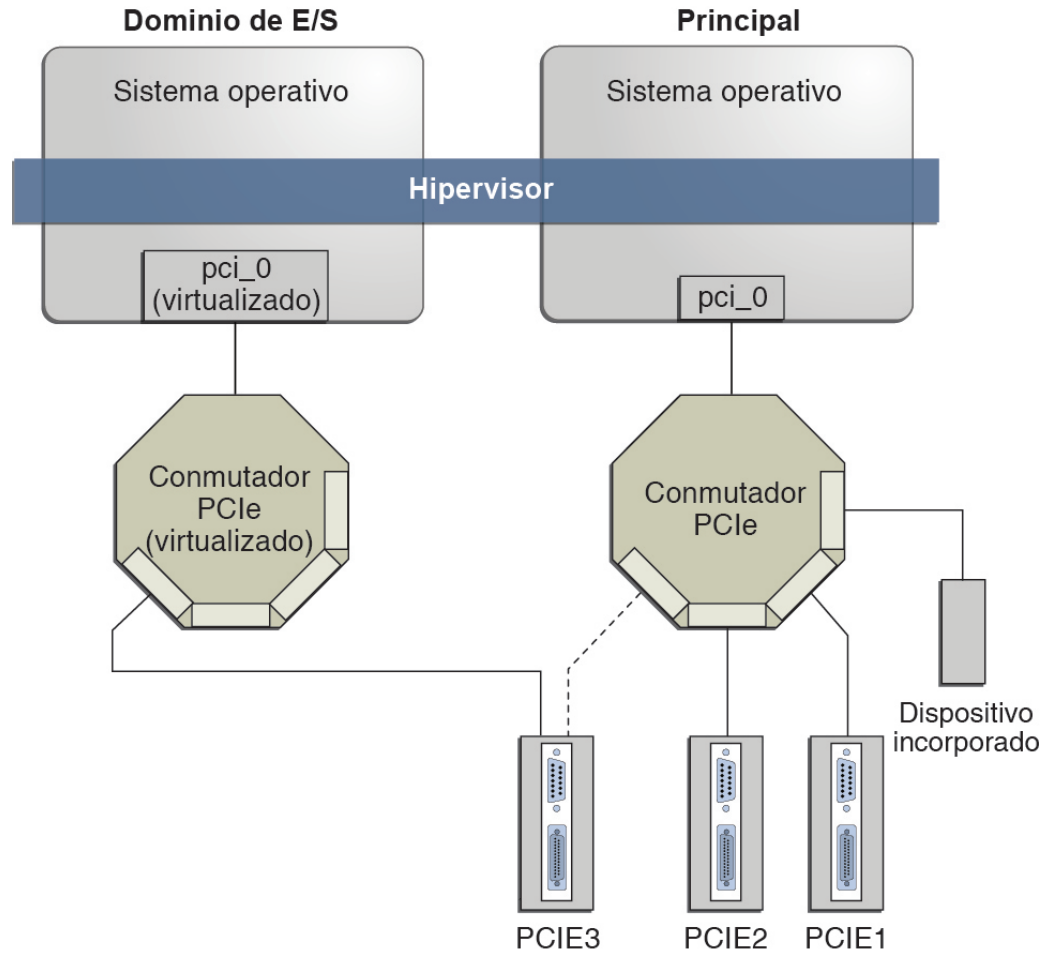 Dominio de E/S
Principal
Sistema operativo
Sistema operativo
Hipervisor
pci_0
(virtualizado)
pci_0
Conmutador
PCIe
(virtualizado)
Conmutador
PCIe
Dispositivo
incorporado
PCIE3
PCIE2
PCIE1